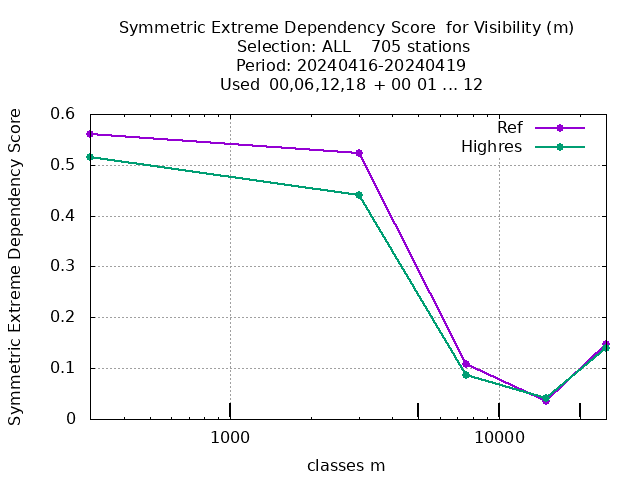 Symmetric Extreme Dependency Score  for Visibility (m)
Selection: ALL    705 stations
Period: 20240416-20240419
Used  00,06,12,18  + 00 01 ... 12
Symmetric Extreme Dependency Score
0.6
0.5
0.4
0.3
0.2
0.1
0
Ref
Highres
1000
10000
classes m